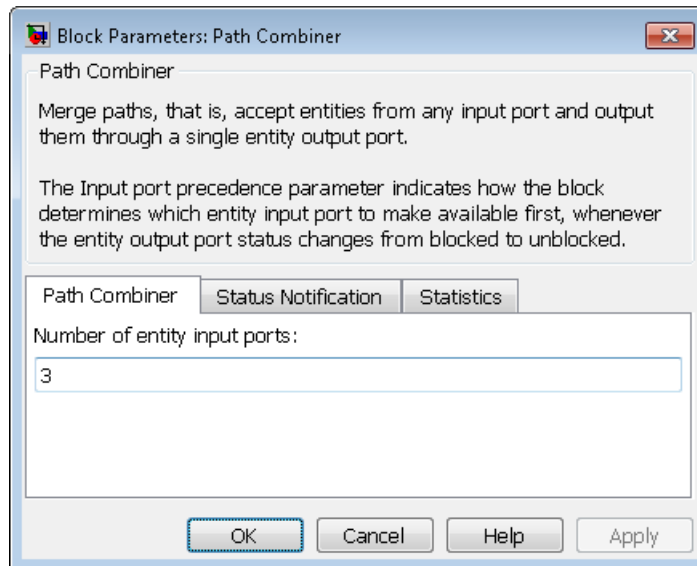 Block Parameters: Path Combiner
Path Combiner
Merge paths, that is, accept entities from any input port and output
them through a single entity output port.
The Input port precedence parameter indicates how the block
determines which entity input port to make available first, whenever
the entity output port status changes from blocked to unblocked.
Path Combiner Status Notification Statistics
Number of entity input ports:
3
OK Cancel Help Apply